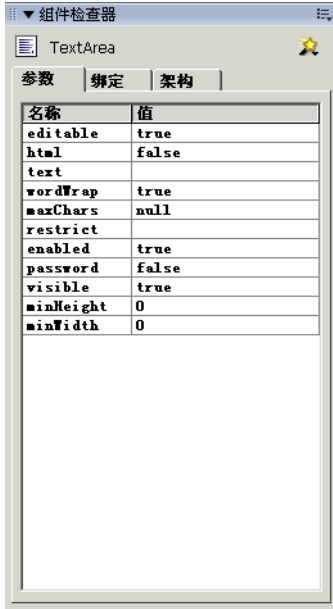 组件检查器
TextArea
参数 绑定 架构
名称 值
editable true
html false
text
wordWrap true
maxChars null
restrict
enabled true
password false
visible true
minHeight 0
minWidth 0